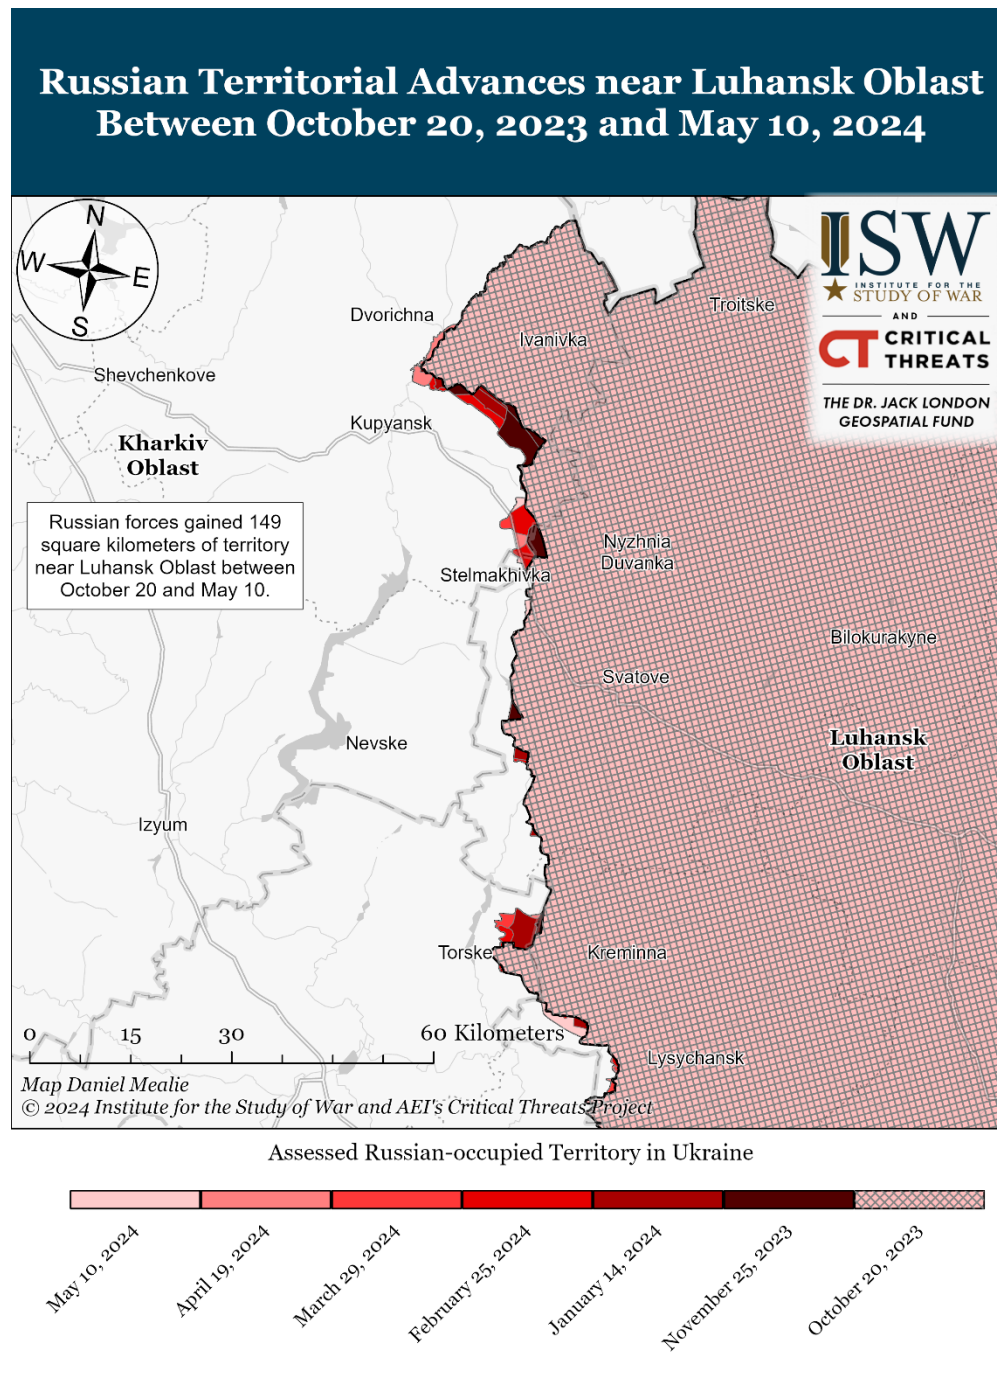 Russian Territorial Advances near Luhansk Oblast
Between October 20, 2023 and May 10, 2024
N
W
E
S
ISW
INSTITUTE FOR THE
STUDY OF WAR
AND
CT CRITICAL
THREATS
THE DR. JACK LONDON
GEOSPATIAL FUND
Troitske
Dvorichna
Ivanivka
Shevchenkove
Kupyansk
Kharkiv
Oblast
Russian forces gained 149
square kilometers of territory
near Luhansk Oblast between
October 20 and May 10.
Nyzhnia
Duvanka
Stelmakhivka
Bilokurakyne
Svatove
Luhansk
Oblast
Nevske
Izyum
Torske
Kreminna
0 15 30 60 Kilometers
Lysychansk
Map Daniel Mealie
© 2024 Institute for the Study of War and AEI's Critical Threats Project
Assessed Russian-occupied Territory in Ukraine
May 10, 2024
April 19, 2024
March 29, 2024
February 25, 2024
January 14, 2024
November 25, 2023
October 20, 2023